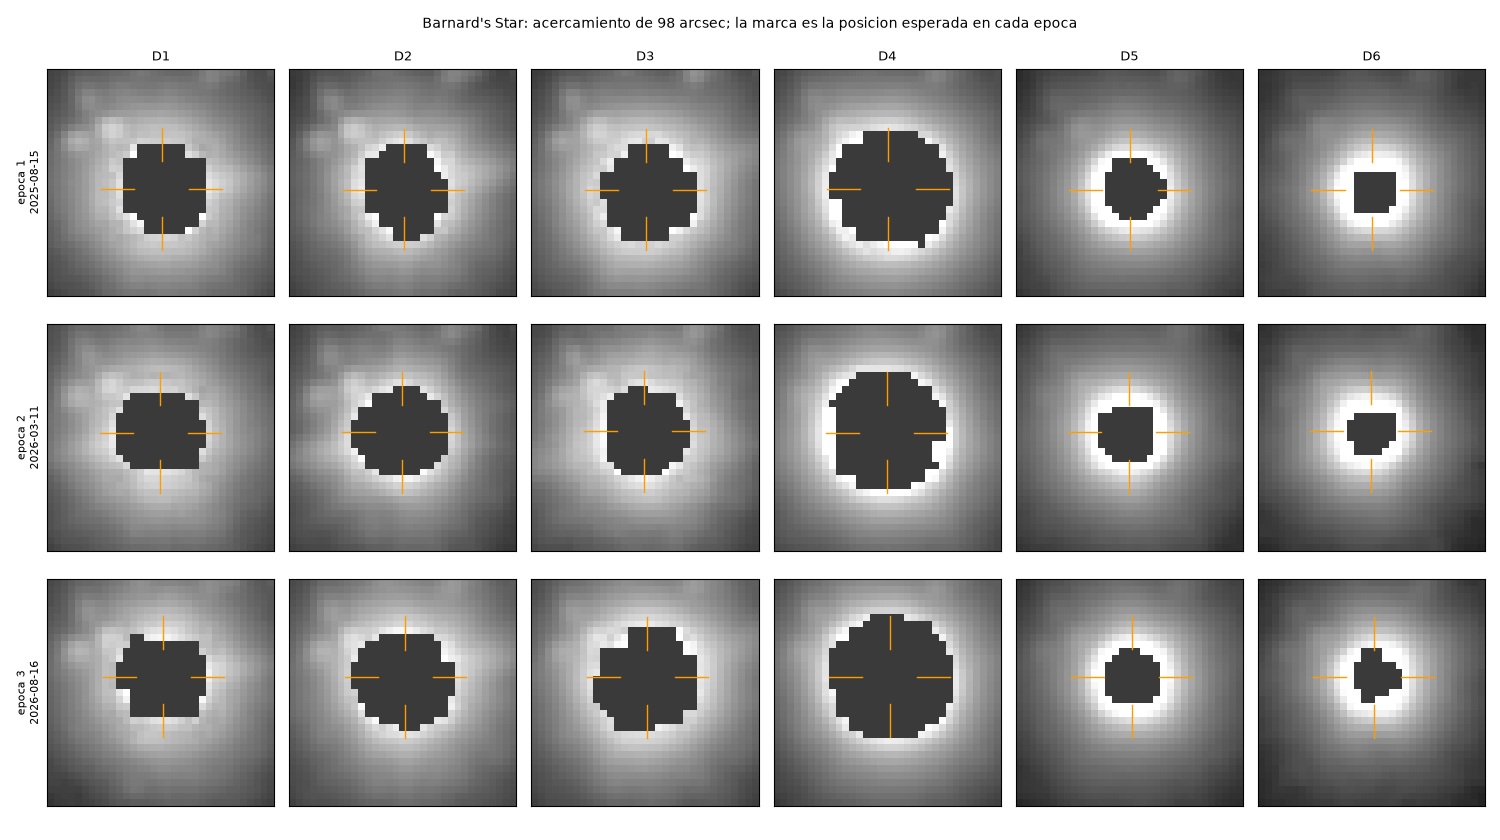 Barnard's Star: acercamiento de 98 arcsec; la marca es la posicion esperada en cada epoca
D1 D2 D3 D4 D5 D6
epoca 1
2025-08-15
epoca 2
2026-03-11
epoca 3
2026-08-16